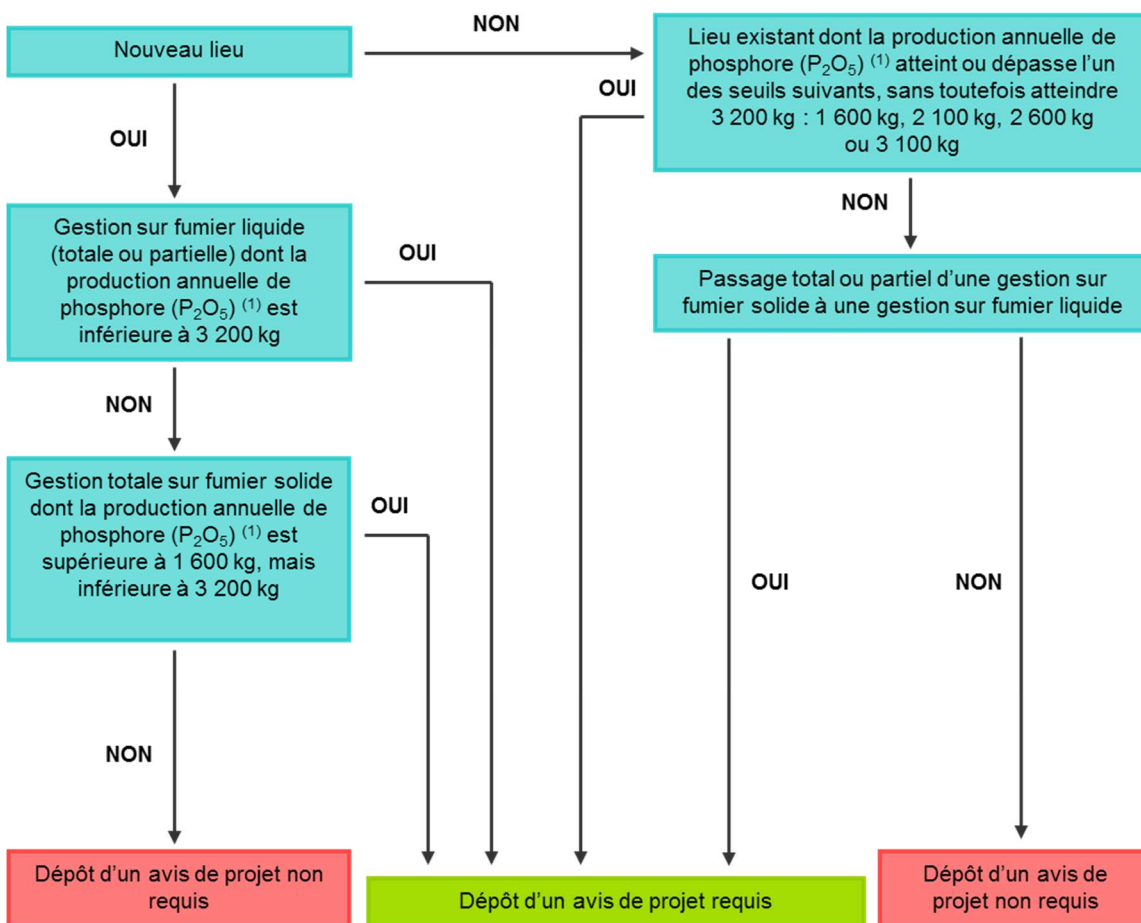 Nouveau lieu
NON
Lieu existant dont la production annuelle de
phosphore (P₂O₅) ⁽¹⁾ atteint ou dépasse l’un
des seuils suivants, sans toutefois atteindre
3 200 kg : 1 600 kg, 2 100 kg, 2 600 kg
ou 3 100 kg
OUI
OUI
NON
Gestion sur fumier liquide
(totale ou partielle) dont la
production annuelle de
phosphore (P₂O₅) ⁽¹⁾ est
inférieure à 3 200 kg
OUI
Passage total ou partiel d’une gestion sur
fumier solide à une gestion sur fumier liquide
NON
Gestion totale sur fumier solide
dont la production annuelle de
phosphore (P₂O₅) ⁽¹⁾ est
supérieure à 1 600 kg, mais
inférieure à 3 200 kg
OUI
OUI
NON
NON
Dépôt d’un avis de projet non
requis
Dépôt d’un avis de projet requis
Dépôt d’un avis de
projet non requis